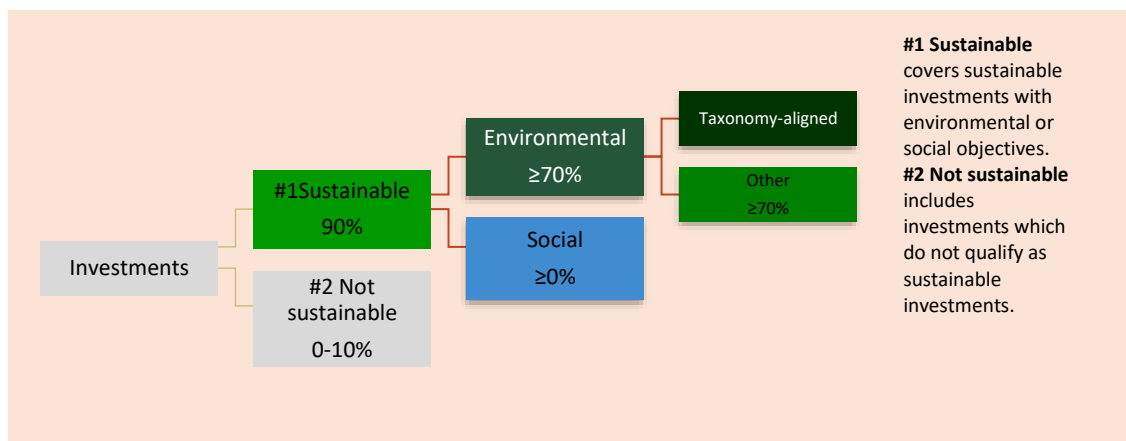 Investments
#1Sustainable
90%
#2 Not
sustainable
0-10%
Environmental
≥70%
Social
≥0%
Taxonomy-aligned
Other
≥70%
#1 Sustainable
covers sustainable
investments with
environmental or
social objectives.
#2 Not sustainable
includes
investments which
do not qualify as
sustainable
investments.